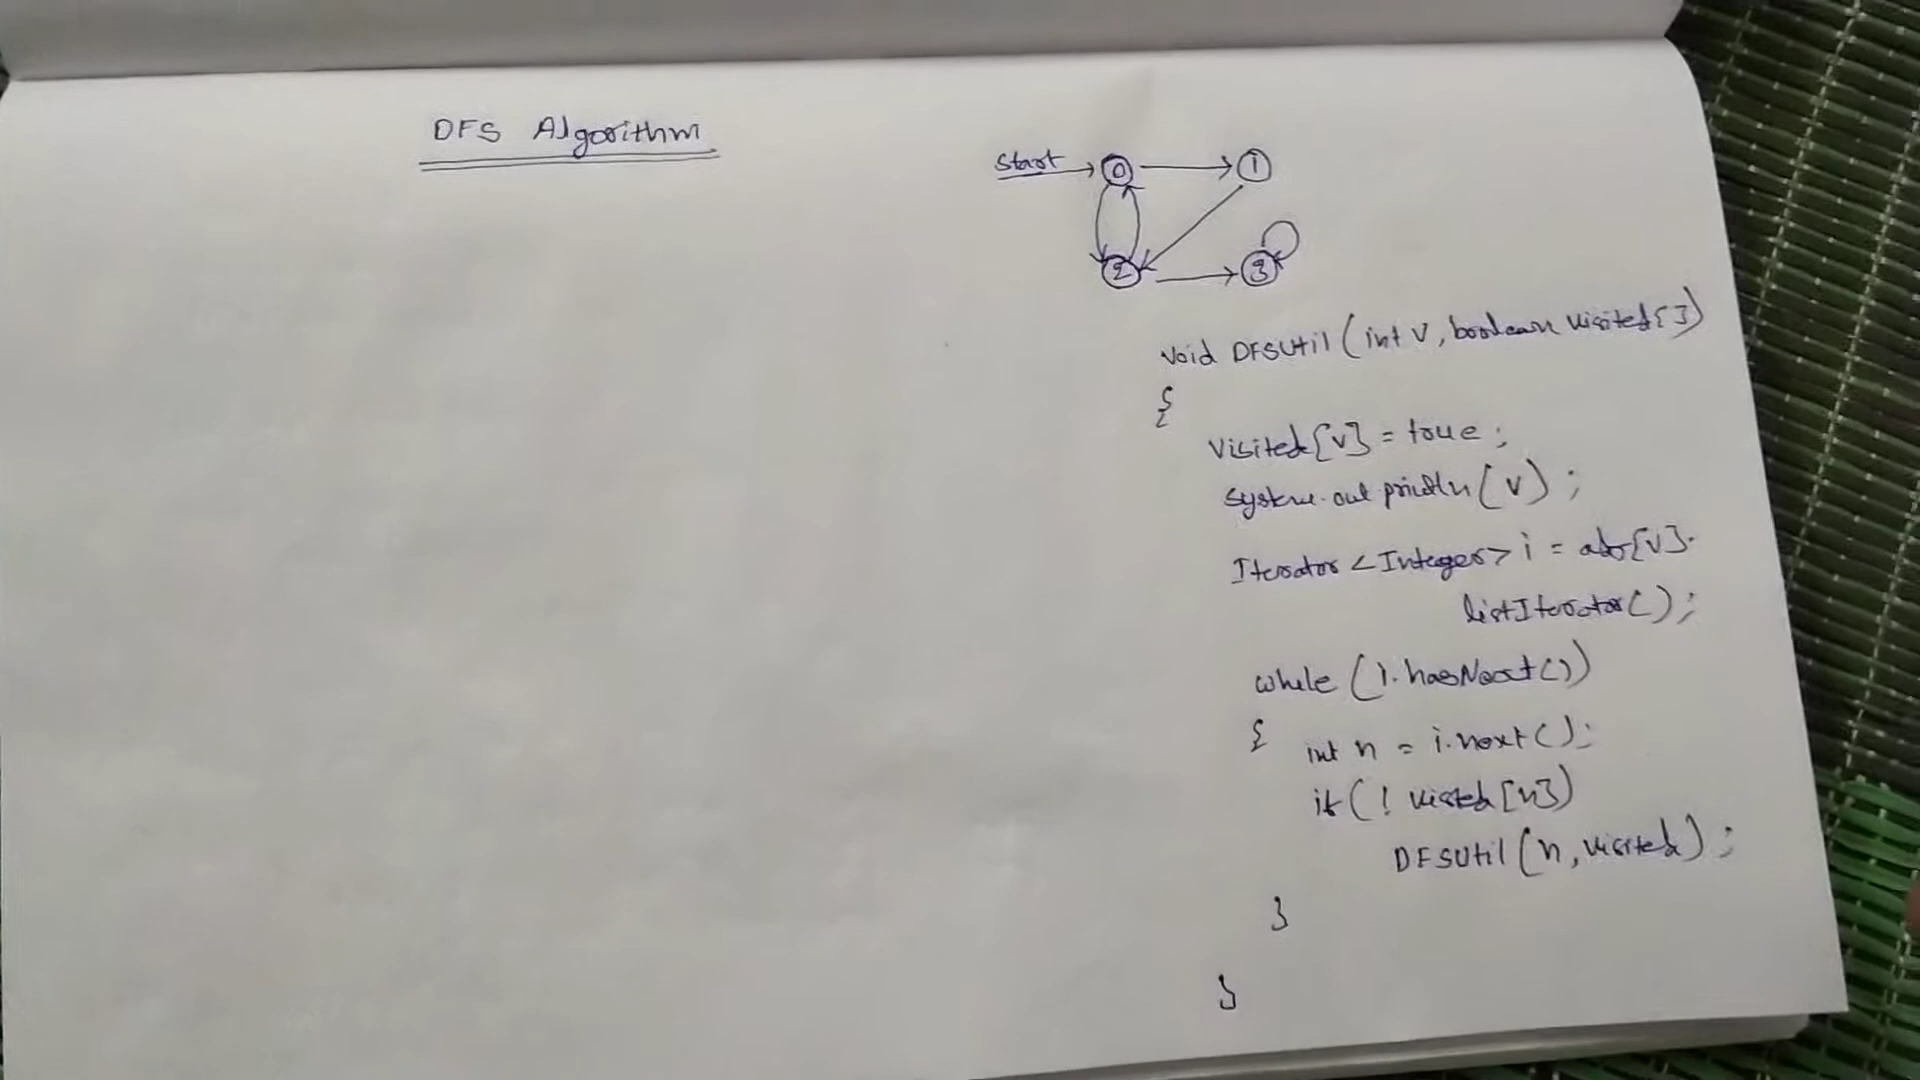 DFS Algorithm
Start
0
1
2
3
Void DFSUtil (int V, boolean Visited[])
{
Visited[v] = true;
System.out.println(v);
Iterator <Integer> i = adj[v].
listIterator();
while (i.hasNext())
{ int n = i.next();
if (! visited[n])
DFSUtil (n, visited);
}
}